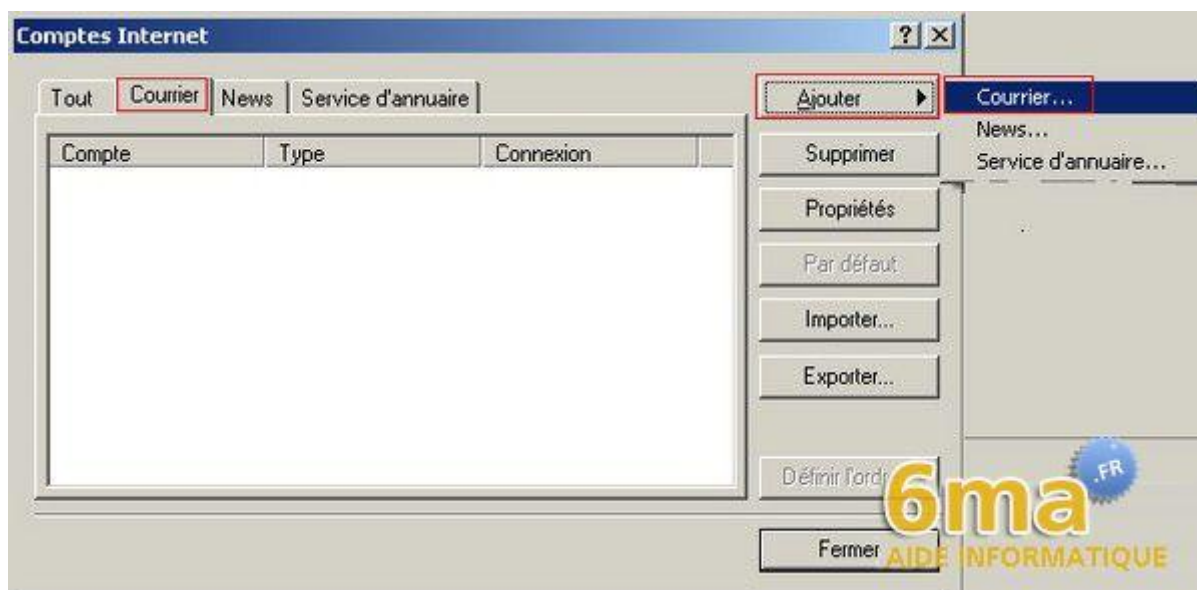 Comptes Internet
Tout Courrier News Service d'annuaire
Compte Type Connexion
Ajouter
Supprimer
Propriétés
Par défaut
Importer...
Exporter...
Définir l'ord
Fermer
Courrier...
News...
Service d'annuaire...
6ma .FR
AIDE INFORMATIQUE